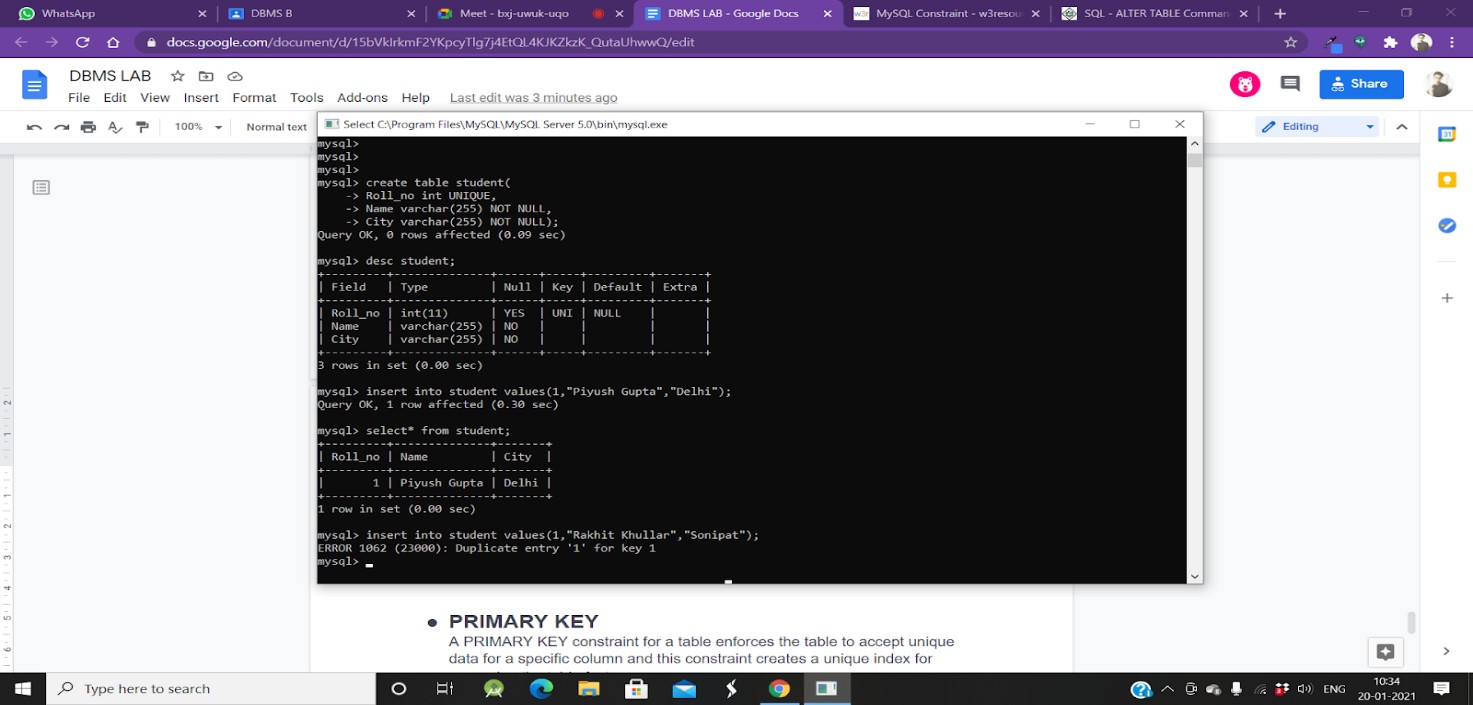 WhatsApp
DBMS B
Meet - bxj-uwuk-uqo
DBMS LAB - Google Docs
MySQL Constraint - w3resou
SQL - ALTER TABLE Comman
docs.google.com/document/d/15bVkIrkmF2YKpcyTlg7j4EtQL4KJKZkzK_QutaUhwwQ/edit
DBMS LAB
File Edit View Insert Format Tools Add-ons Help Last edit was 3 minutes ago
Share
100% Normal text
Editing
Select C:\Program Files\MySQL\MySQL Server 5.0\bin\mysql.exe
mysql>
mysql>
mysql>
mysql> create table student(
-> Roll_no int UNIQUE,
-> Name varchar(255) NOT NULL,
-> City varchar(255) NOT NULL);
Query OK, 0 rows affected (0.09 sec)
mysql> desc student;
+---------+--------------+------+-----+---------+-------+
| Field   | Type         | Null | Key | Default | Extra |
+---------+--------------+------+-----+---------+-------+
| Roll_no | int(11)      | YES  | UNI | NULL    |       |
| Name    | varchar(255) | NO   |     |         |       |
| City    | varchar(255) | NO   |     |         |       |
+---------+--------------+------+-----+---------+-------+
3 rows in set (0.00 sec)
mysql> insert into student values(1,"Piyush Gupta","Delhi");
Query OK, 1 row affected (0.30 sec)
mysql> select* from student;
+---------+--------------+-------+
| Roll_no | Name         | City  |
+---------+--------------+-------+
|       1 | Piyush Gupta | Delhi |
+---------+--------------+-------+
1 row in set (0.00 sec)
mysql> insert into student values(1,"Rakhit Khullar","Sonipat");
ERROR 1062 (23000): Duplicate entry '1' for key 1
mysql>
● PRIMARY KEY
A PRIMARY KEY constraint for a table enforces the table to accept unique
data for a specific column and this constraint creates a unique index for
Type here to search
ENG
10:34
20-01-2021